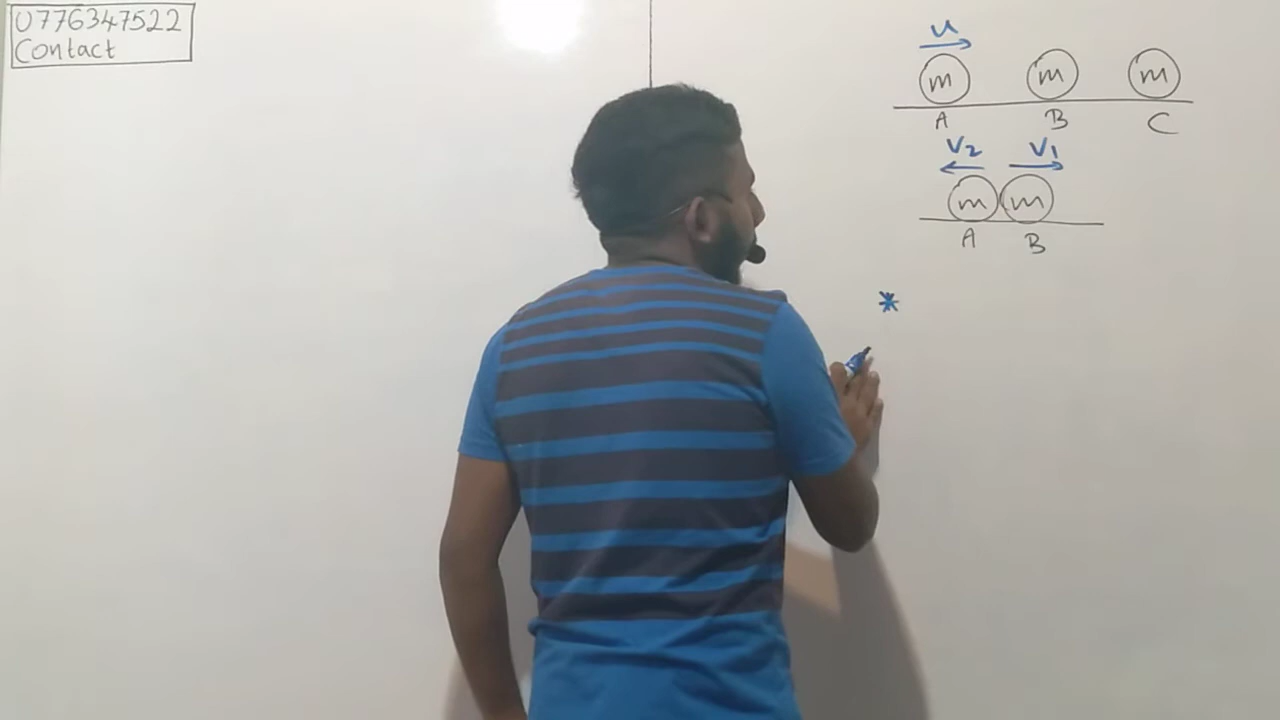 0776347522
Contact
u
m m m
A B C
v₂ v₁
m m
A B
*